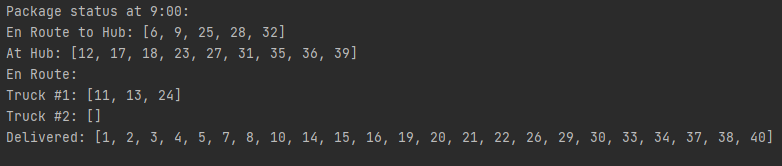 Package status at 9:00:
En Route to Hub: [6, 9, 25, 28, 32]
At Hub: [12, 17, 18, 23, 27, 31, 35, 36, 39]
En Route:
Truck #1: [11, 13, 24]
Truck #2: []
Delivered: [1, 2, 3, 4, 5, 7, 8, 10, 14, 15, 16, 19, 20, 21, 22, 26, 29, 30, 33, 34, 37, 38, 40]